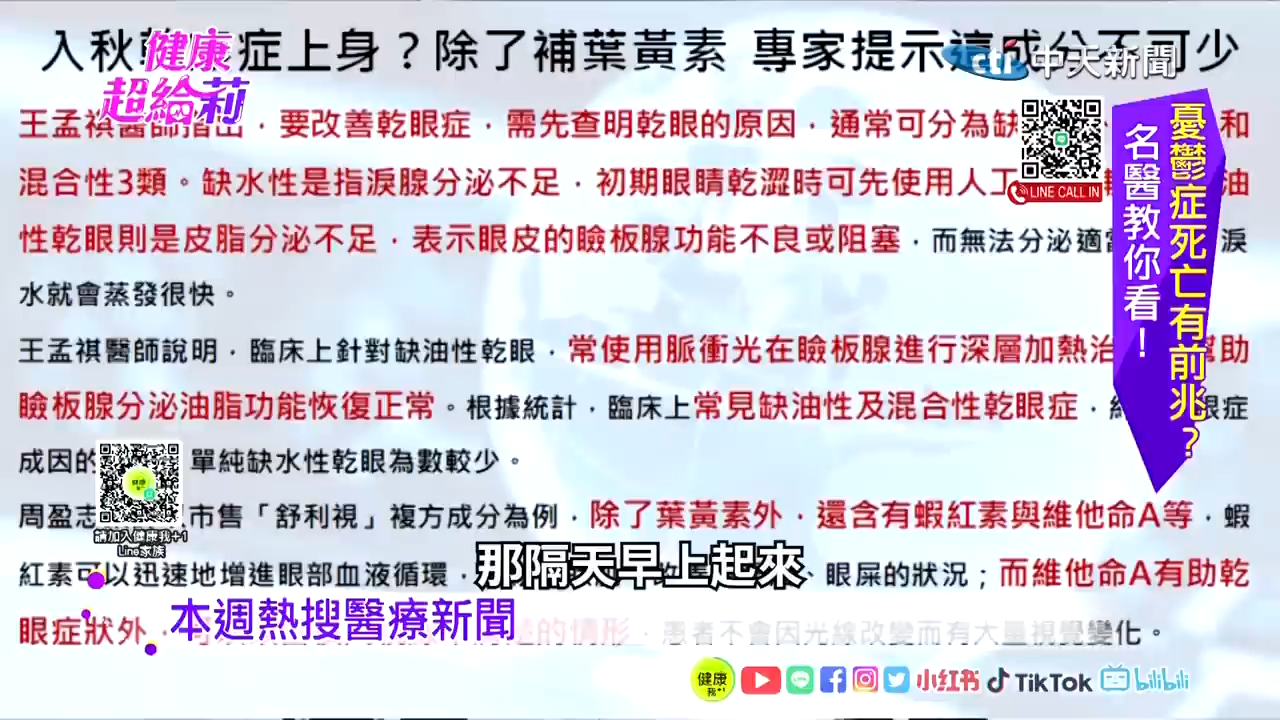 入秋乾 症上身？除了補葉黃素 專家提示這成分不可少
健康
超給莉
cti 中天新聞
王孟祺醫師指出，要改善乾眼症，需先查明乾眼的原因，通常可分為缺 和
混合性3類。缺水性是指淚腺分泌不足，初期眼睛乾澀時可先使用人工 油
性乾眼則是皮脂分泌不足，表示眼皮的瞼板腺功能不良或阻塞，而無法分泌適 淚
水就會蒸發很快。
王孟祺醫師說明，臨床上針對缺油性乾眼，常使用脈衝光在瞼板腺進行深層加熱治 幫助
瞼板腺分泌油脂功能恢復正常。根據統計，臨床上常見缺油性及混合性乾眼症， 眼症
成因的 單純缺水性乾眼為數較少。
周盈志 市售「舒利視」複方成分為例，除了葉黃素外，還含有蝦紅素與維他命A等，蝦
紅素可以迅速地增進眼部血液循環， 、眼屎的狀況；而維他命A有助乾
眼症狀外， 的情形，患者不會因光線改變而有大量視覺變化。
LINE CALL IN
憂鬱症死亡有前兆？
名醫教你看！
健康
我+1
請加入健康我+1
Line家族
那隔天早上起來
本週熱搜醫療新聞
健康
我+1
小红书
TikTok
bilibili